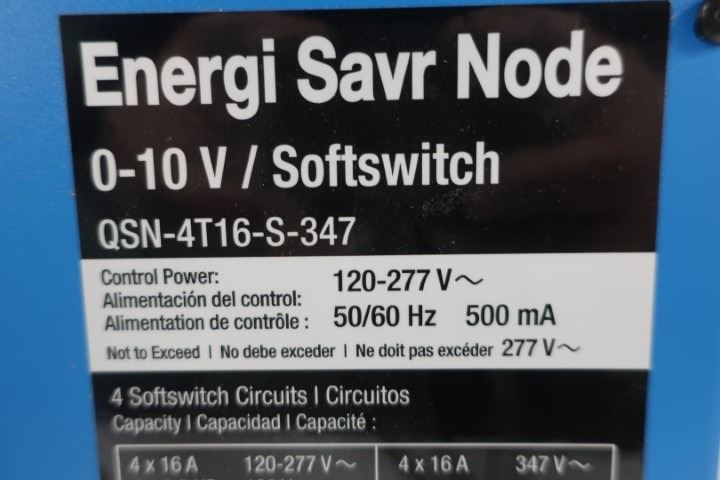 Energi Savr Node
0-10 V / Softswitch
QSN-4T16-S-347
Control Power: 120-277 V~
Alimentación del control:
Alimentation de contrôle : 50/60 Hz 500 mA
Not to Exceed | No debe exceder | Ne doit pas excéder 277 V~
4 Softswitch Circuits | Circuitos
Capacity | Capacidad | Capacité :
4 x 16 A 120-277 V~ 4 x 16 A 347 V~